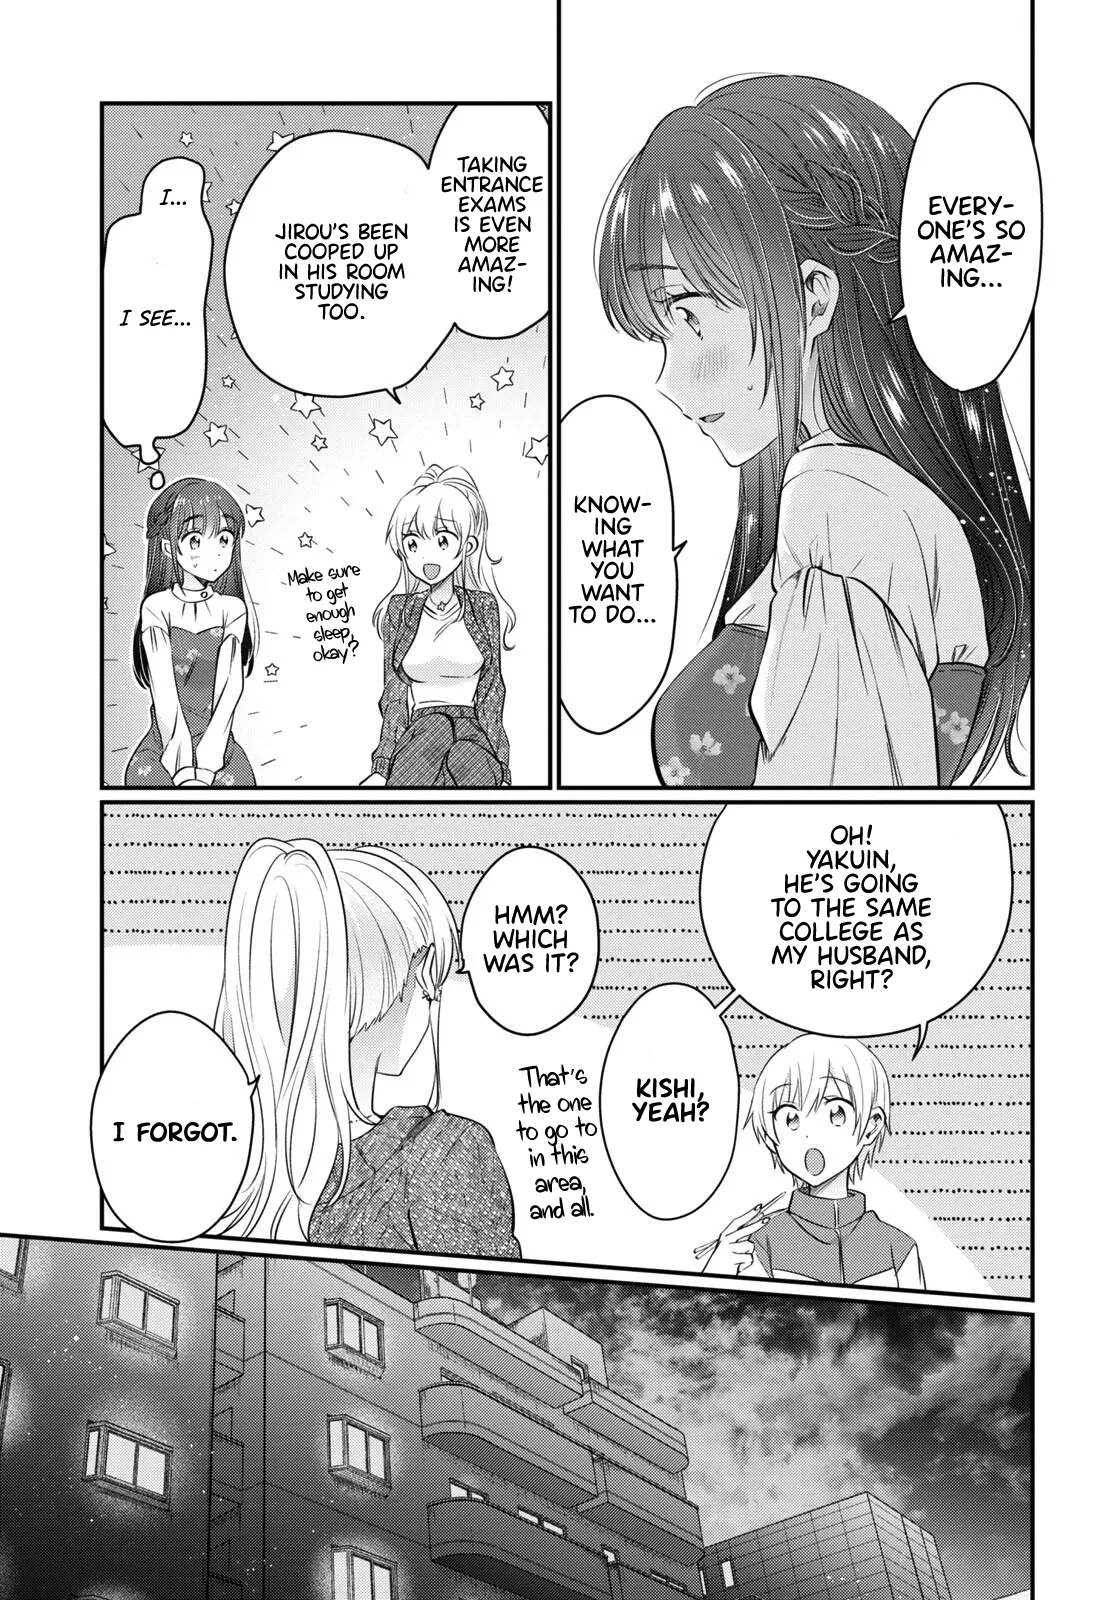 EVERY-
ONE'S SO
AMAZ-
ING...
KNOW-
ING
WHAT
YOU
WANT
TO DO...
TAKING
ENTRANCE
EXAMS
IS EVEN
MORE
AMAZ-
ING!
JIROU'S BEEN
COOPED UP
IN HIS ROOM
STUDYING
TOO.
Make sure
to get
enough
sleep,
okay?
I...
I SEE...
OH!
YAKUIN,
HE'S GOING
TO THE SAME
COLLEGE AS
MY HUSBAND,
RIGHT?
KISHI,
YEAH?
HMM?
WHICH
WAS IT?
That's
the one
to go to
in this
area,
and all.
I FORGOT.